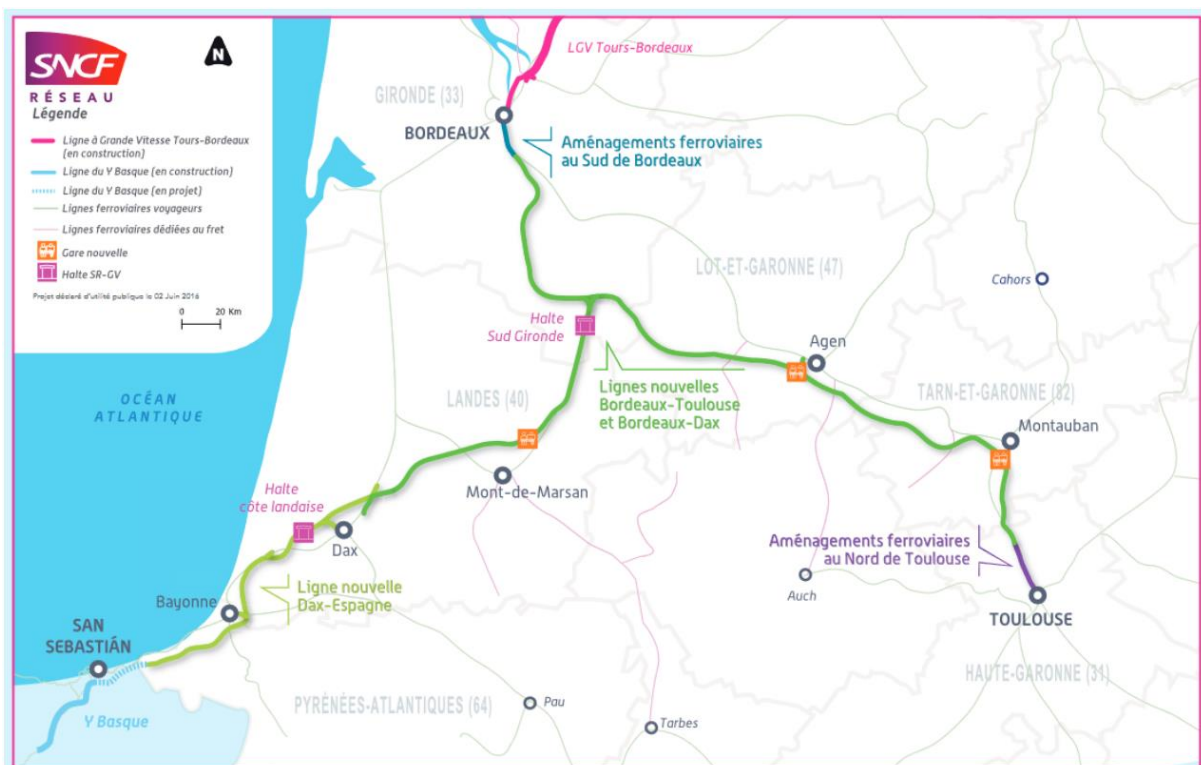 SNCF
RÉSEAU
N
Légende
Ligne à Grande Vitesse Tours-Bordeaux
(en construction)
Ligne du Y Basque (en construction)
Ligne du Y Basque (en projet)
Lignes ferroviaires voyageurs
Lignes ferroviaires dédiées au fret
Gare nouvelle
Halte SR-GV
Projet déclaré d'utilité publique le 02 Juin 2016
0 20 Km
LGV Tours-Bordeaux
GIRONDE (33)
BORDEAUX
Aménagements ferroviaires
au Sud de Bordeaux
LOT-ET-GARONNE (47)
Cahors
Halte
Sud Gironde
Agen
OCÉAN
ATLANTIQUE
LANDES (40)
Lignes nouvelles
Bordeaux-Toulouse
et Bordeaux-Dax
TARN-ET-GARONNE (82)
Montauban
Mont-de-Marsan
Halte
côte landaise
Dax
Aménagements ferroviaires
au Nord de Toulouse
Auch
Ligne nouvelle
Dax-Espagne
Bayonne
TOULOUSE
SAN
SEBASTIÁN
HAUTE-GARONNE (31)
PYRÉNÉES-ATLANTIQUES (64)
Pau
Tarbes
Y Basque